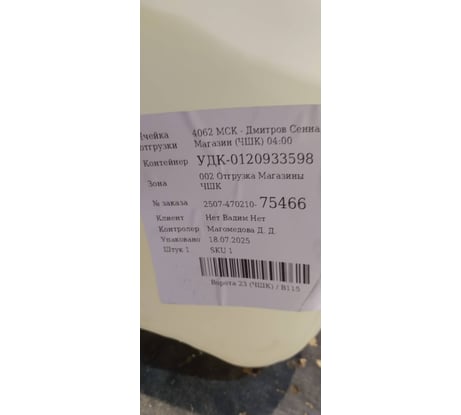 Ячейка 4062 МСК - Дмитров Сенна
отгрузки Магазин (ЧШК) 04:00
Контейнер УДК-0120933598
Зона 002 Отгрузка Магазины
ЧШК
№ заказа 2507-470210-75466
Клиент Нет Вадим Нет
Контролер Магомедова Д. Д.
Упаковано 18.07.2025
Штук 1 SKU 1
Ворота 23 (ЧШК) / В115